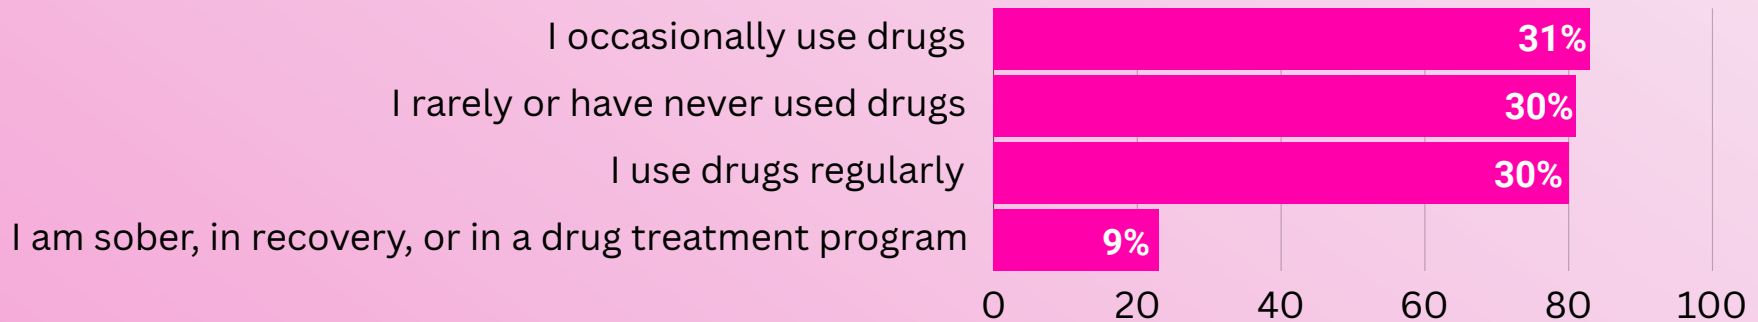 I occasionally use drugs 31%
I rarely or have never used drugs 30%
I use drugs regularly 30%
I am sober, in recovery, or in a drug treatment program 9%
0 20 40 60 80 100